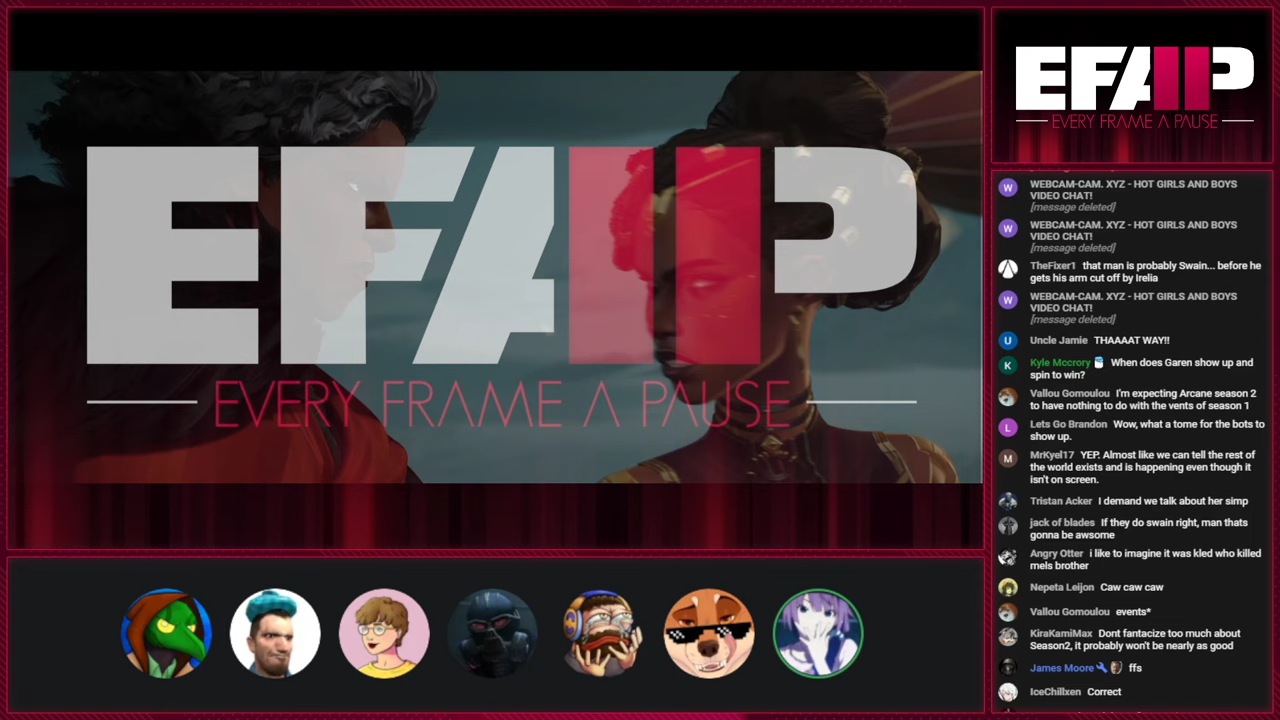 EFAP
EVERY FRAME A PAUSE
EFAP
EVERY FRAME A PAUSE
W
WEBCAM-CAM. XYZ - HOT GIRLS AND BOYS
VIDEO CHAT!
[message deleted]
W
WEBCAM-CAM. XYZ - HOT GIRLS AND BOYS
VIDEO CHAT!
[message deleted]
TheFixer1 that man is probably Swain... before he
gets his arm cut off by Irelia
W
WEBCAM-CAM. XYZ - HOT GIRLS AND BOYS
VIDEO CHAT!
[message deleted]
U
Uncle Jamie THAAAAT WAY!!
K
Kyle Mccrory When does Garen show up and
spin to win?
Vallou Gomoulou I'm expecting Arcane season 2
to have nothing to do with the vents of season 1
L
Lets Go Brandon Wow, what a tome for the bots to
show up.
M
MrKyel17 YEP. Almost like we can tell the rest of
the world exists and is happening even though it
isn't on screen.
Tristan Acker I demand we talk about her simp
jack of blades If they do swain right, man thats
gonna be awsome
Angry Otter i like to imagine it was kled who killed
mels brother
Nepeta Leijon Caw caw caw
Vallou Gomoulou events*
KiraKamiMax Dont fantacize too much about
Season2, it probably won't be nearly as good
James Moore ffs
IceChillxen Correct